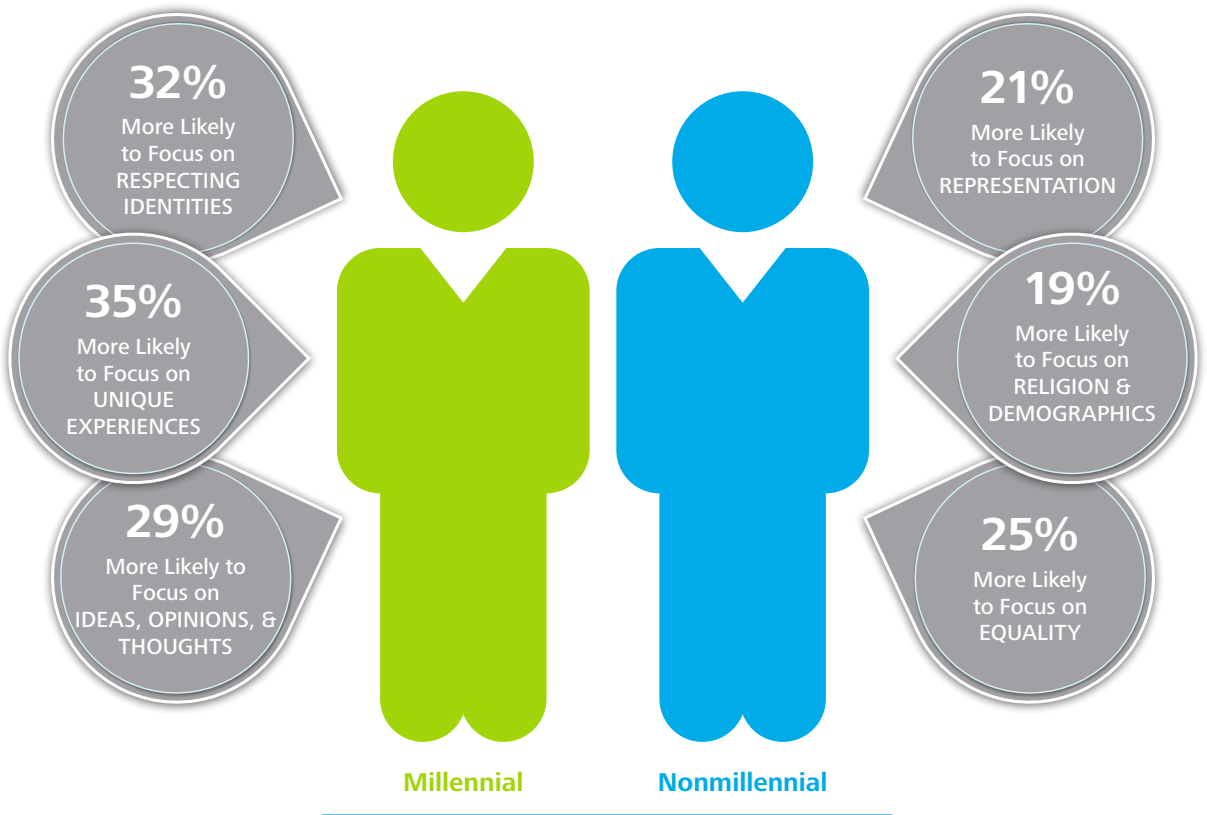 32%
More Likely
to Focus on
RESPECTING
IDENTITIES
35%
More Likely
to Focus on
UNIQUE
EXPERIENCES
29%
More Likely to
Focus on
IDEAS, OPINIONS, &
THOUGHTS
21%
More Likely
to Focus on
REPRESENTATION
19%
More Likely
to Focus on
RELIGION &
DEMOGRAPHICS
25%
More Likely
to Focus on
EQUALITY
Millennial
Nonmillennial